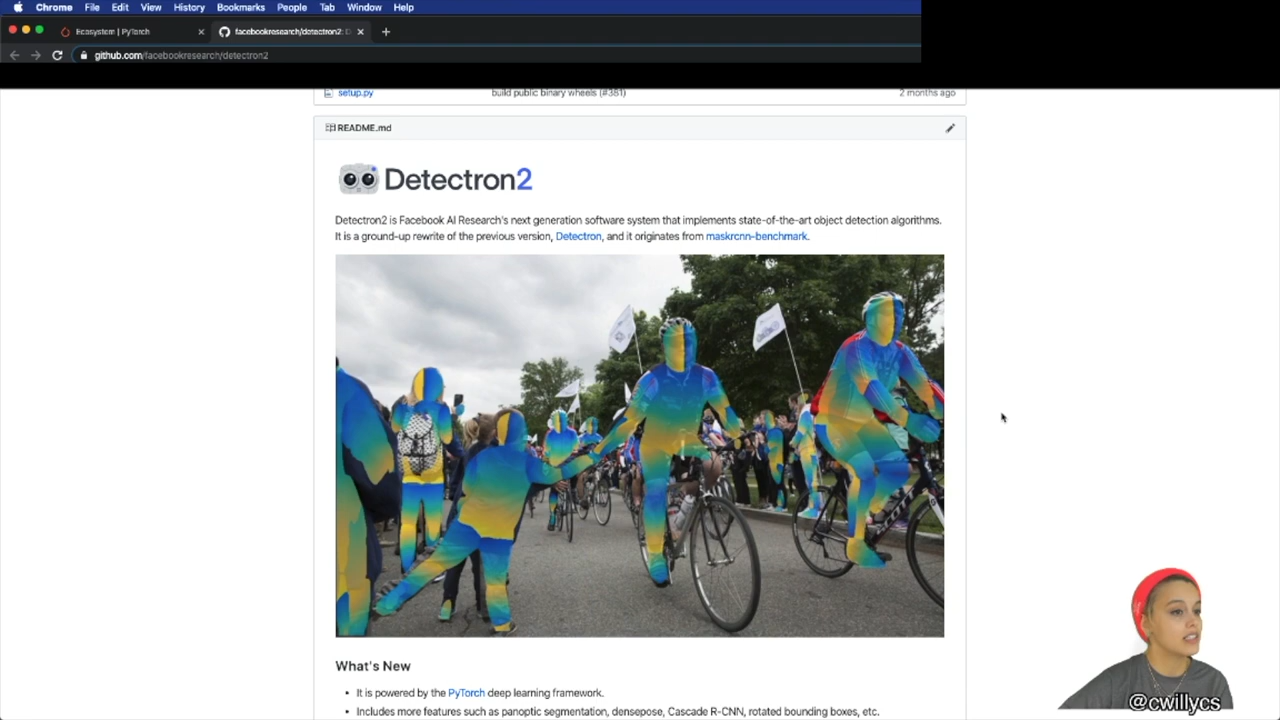 Chrome File Edit View History Bookmarks People Tab Window Help
Ecosystem | PyTorch
facebookresearch/detectron2: D
github.com/facebookresearch/detectron2
setup.py build public binary wheels (#381) 2 months ago
README.md
Detectron2
Detectron2 is Facebook AI Research's next generation software system that implements state-of-the-art object detection algorithms.
It is a ground-up rewrite of the previous version, Detectron, and it originates from maskrcnn-benchmark.
What's New
• It is powered by the PyTorch deep learning framework.
• Includes more features such as panoptic segmentation, densepose, Cascade R-CNN, rotated bounding boxes, etc.
@cwillycs